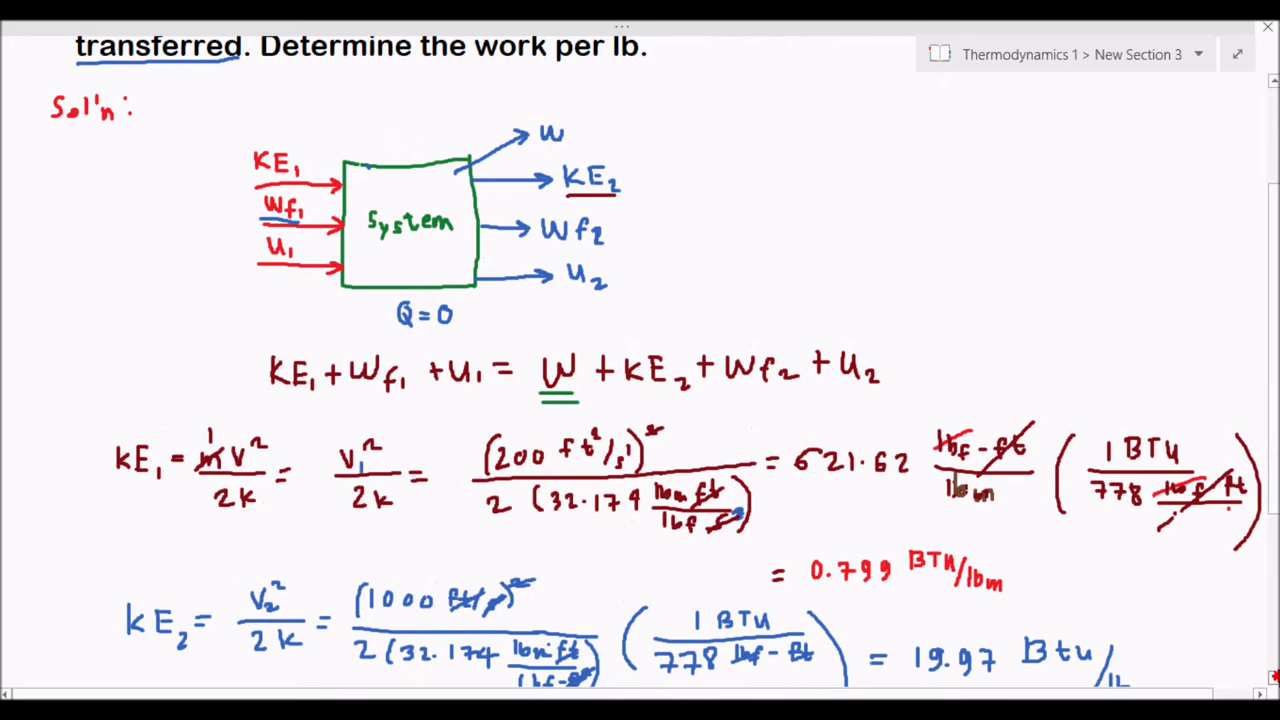 transferred. Determine the work per lb.
Thermodynamics 1 > New Section 3
Sol'n:
W
KE₁
KE₂
Wf₁
System
Wf₂
U₁
U₂
Q = 0
KE₁ + Wf₁ + U₁ = W + KE₂ + Wf₂ + U₂
KE₁ = m V² / 2k = V₁² / 2k = (200 ft/s)² / 2 (32.174 lbm ft / lbf s²) = 621.62 lbf-ft / lbm (1 BTU / 778 lbf ft)
= 0.799 BTU/lbm
KE₂ = V₂² / 2k = (1000 ft/s)² / 2 (32.174 lbm ft / lbf-s²) (1 BTU / 778 lbf-ft) = 19.97 Btu/lb